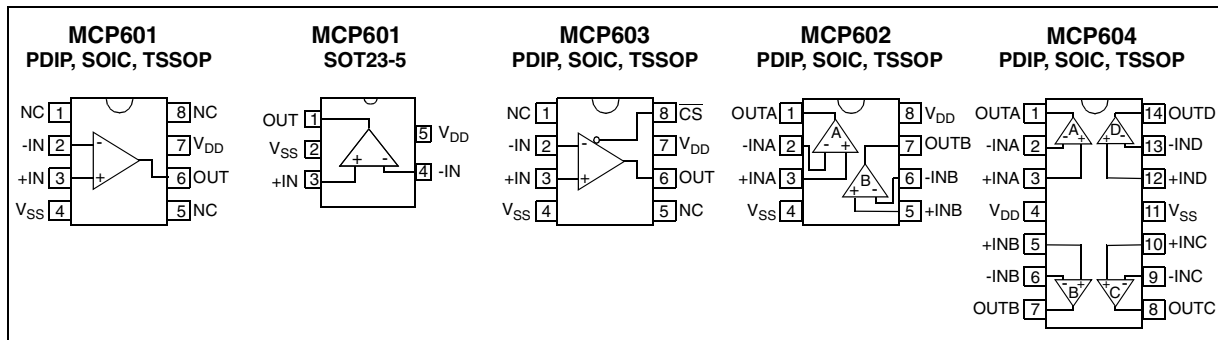 MCP601
PDIP, SOIC, TSSOP
NC 1
8 NC
-IN 2
-
7 VDD
+IN 3
+
6 OUT
VSS 4
5 NC
MCP601
SOT23-5
OUT 1
5 VDD
VSS 2
+ -
+IN 3
4 -IN
MCP603
PDIP, SOIC, TSSOP
NC 1
8 CS
-IN 2
-
7 VDD
+IN 3
+
6 OUT
VSS 4
5 NC
MCP602
PDIP, SOIC, TSSOP
OUTA 1
8 VDD
A
- +
-INA 2
7 OUTB
+INA 3
B
+ -
6 -INB
VSS 4
5 +INB
MCP604
PDIP, SOIC, TSSOP
OUTA 1
A
- +
D
+ -
14 OUTD
-INA 2
13 -IND
+INA 3
12 +IND
VDD 4
11 VSS
+INB 5
10 +INC
-INB 6
- +
B
+ -
C
9 -INC
OUTB 7
8 OUTC